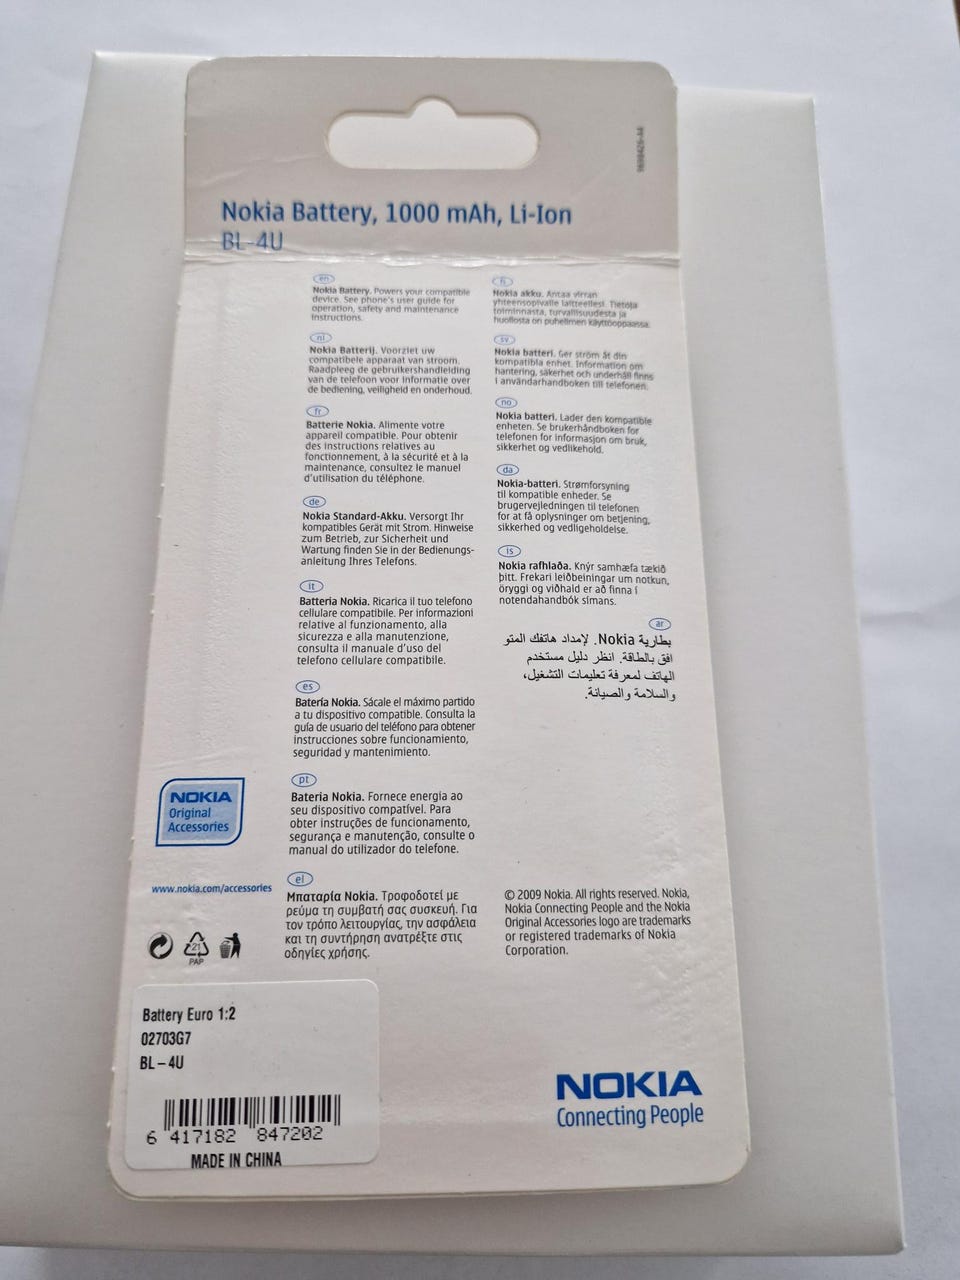 9698426-A4
Nokia Battery, 1000 mAh, Li-Ion
BL-4U
en
Nokia Battery. Powers your compatible
device. See phone's user guide for
operation, safety and maintenance
instructions.
nl
Nokia Batterij. Voorziet uw
compatibele apparaat van stroom.
Raadpleeg de gebruikershandleiding
van de telefoon voor informatie over
de bediening, veiligheid en onderhoud.
fr
Batterie Nokia. Alimente votre
appareil compatible. Pour obtenir
des instructions relatives au
fonctionnement, à la sécurité et à la
maintenance, consultez le manuel
d'utilisation du téléphone.
de
Nokia Standard-Akku. Versorgt Ihr
kompatibles Gerät mit Strom. Hinweise
zum Betrieb, zur Sicherheit und
Wartung finden Sie in der Bedienungs-
anleitung Ihres Telefons.
it
Batteria Nokia. Ricarica il tuo telefono
cellulare compatibile. Per informazioni
relative al funzionamento, alla
sicurezza e alla manutenzione,
consulta il manuale d'uso del
telefono cellulare compatibile.
es
Batería Nokia. Sácale el máximo partido
a tu dispositivo compatible. Consulta la
guía de usuario del teléfono para obtener
instrucciones sobre funcionamiento,
seguridad y mantenimiento.
pt
Bateria Nokia. Fornece energia ao
seu dispositivo compatível. Para
obter instruções de funcionamento,
segurança e manutenção, consulte o
manual do utilizador do telefone.
el
Μπαταρία Nokia. Τροφοδοτεί με
ρεύμα τη συμβατή σας συσκευή. Για
τον τρόπο λειτουργίας, την ασφάλεια
και τη συντήρηση ανατρέξτε στις
οδηγίες χρήσης.
fi
Nokia akku. Antaa virran
yhteensopivalle laitteellesi. Tietoja
toiminnasta, turvallisuudesta ja
huollosta on puhelimen käyttöoppaassa.
sv
Nokia batteri. Ger ström åt din
kompatibla enhet. Information om
hantering, säkerhet och underhåll finns
i användarhandboken till telefonen.
no
Nokia batteri. Lader den kompatible
enheten. Se brukerhåndboken for
telefonen for informasjon om bruk,
sikkerhet og vedlikehold.
da
Nokia-batteri. Strømforsyning
til kompatible enheder. Se
brugervejledningen til telefonen
for at få oplysninger om betjening,
sikkerhed og vedligeholdelse.
is
Nokia rafhlaða. Knýr samhæfa tækið
þitt. Frekari leiðbeiningar um notkun,
öryggi og viðhald er að finna í
notendahandbók símans.
ar
بطارية Nokia. لإمداد هاتفك المتو
افق بالطاقة. انظر دليل مستخدم
الهاتف لمعرفة تعليمات التشغيل،
والسلامة والصيانة.
NOKIA
Original
Accessories
www.nokia.com/accessories
21
PAP
© 2009 Nokia. All rights reserved. Nokia,
Nokia Connecting People and the Nokia
Original Accessories logo are trademarks
or registered trademarks of Nokia
Corporation.
Battery Euro 1:2
02703G7
BL-4U
6 417182 847202
MADE IN CHINA
NOKIA
Connecting People